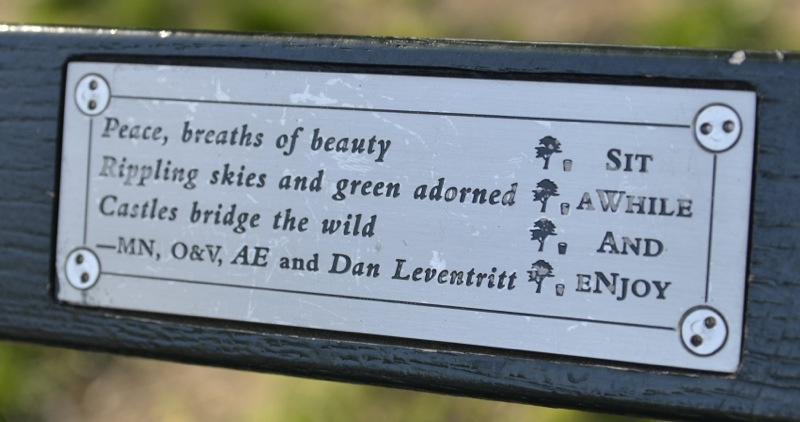 Peace, breaths of beauty
Rippling skies and green adorned
Castles bridge the wild
—MN, O&V, AE and Dan Leventritt
SIT
AWHILE
AND
ENJOY